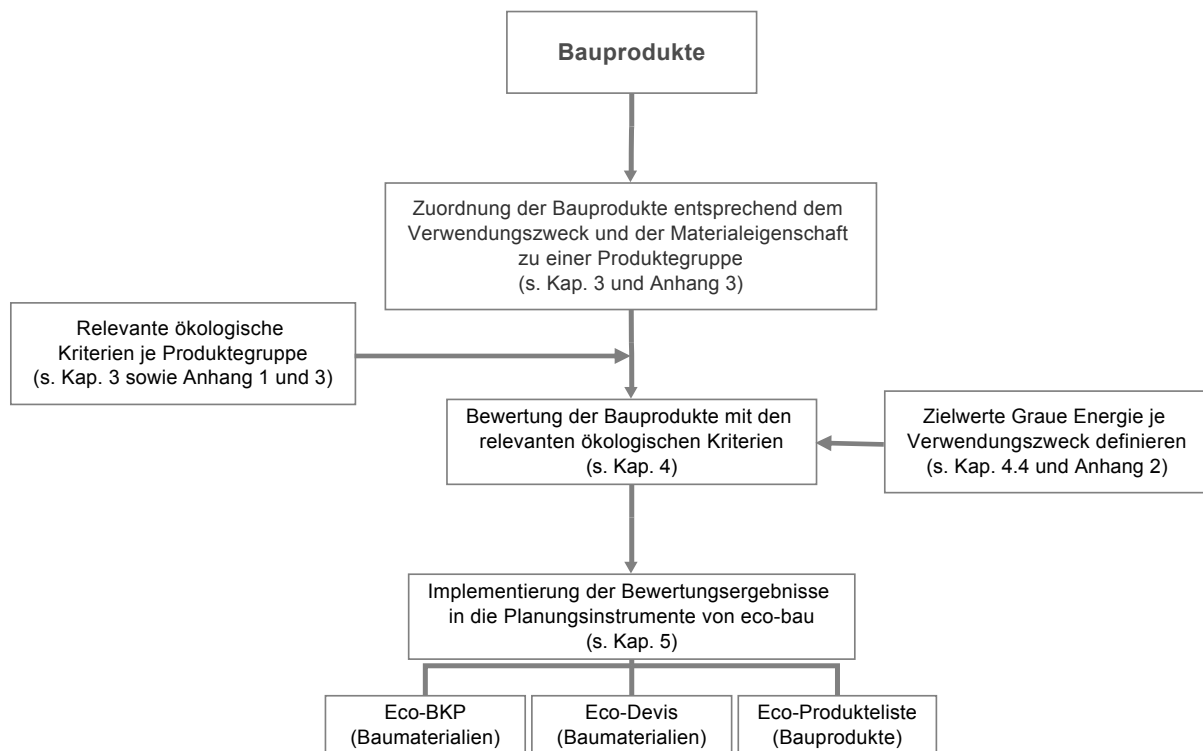 Bauprodukte
Zuordnung der Bauprodukte entsprechend dem
Verwendungszweck und der Materialeigenschaft
zu einer Produktegruppe
(s. Kap. 3 und Anhang 3)
Relevante ökologische
Kriterien je Produktegruppe
(s. Kap. 3 sowie Anhang 1 und 3)
Bewertung der Bauprodukte mit den
relevanten ökologischen Kriterien
(s. Kap. 4)
Zielwerte Graue Energie je
Verwendungszweck definieren
(s. Kap. 4.4 und Anhang 2)
Implementierung der Bewertungsergebnisse
in die Planungsinstrumente von eco-bau
(s. Kap. 5)
Eco-BKP
(Baumaterialien)
Eco-Devis
(Baumaterialien)
Eco-Produkteliste
(Bauprodukte)